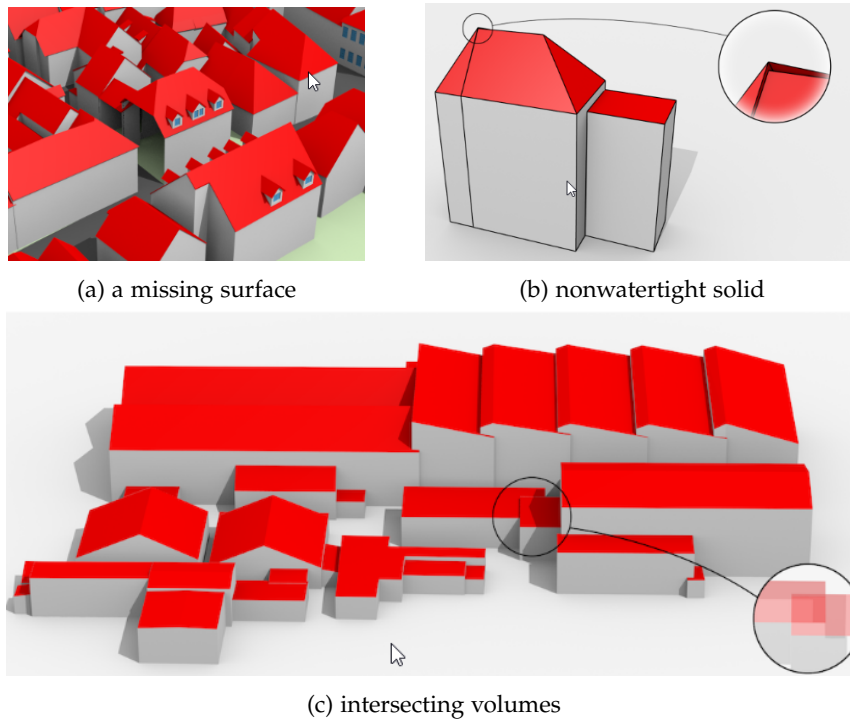 (a) a missing surface
(b) nonwatertight solid
(c) intersecting volumes